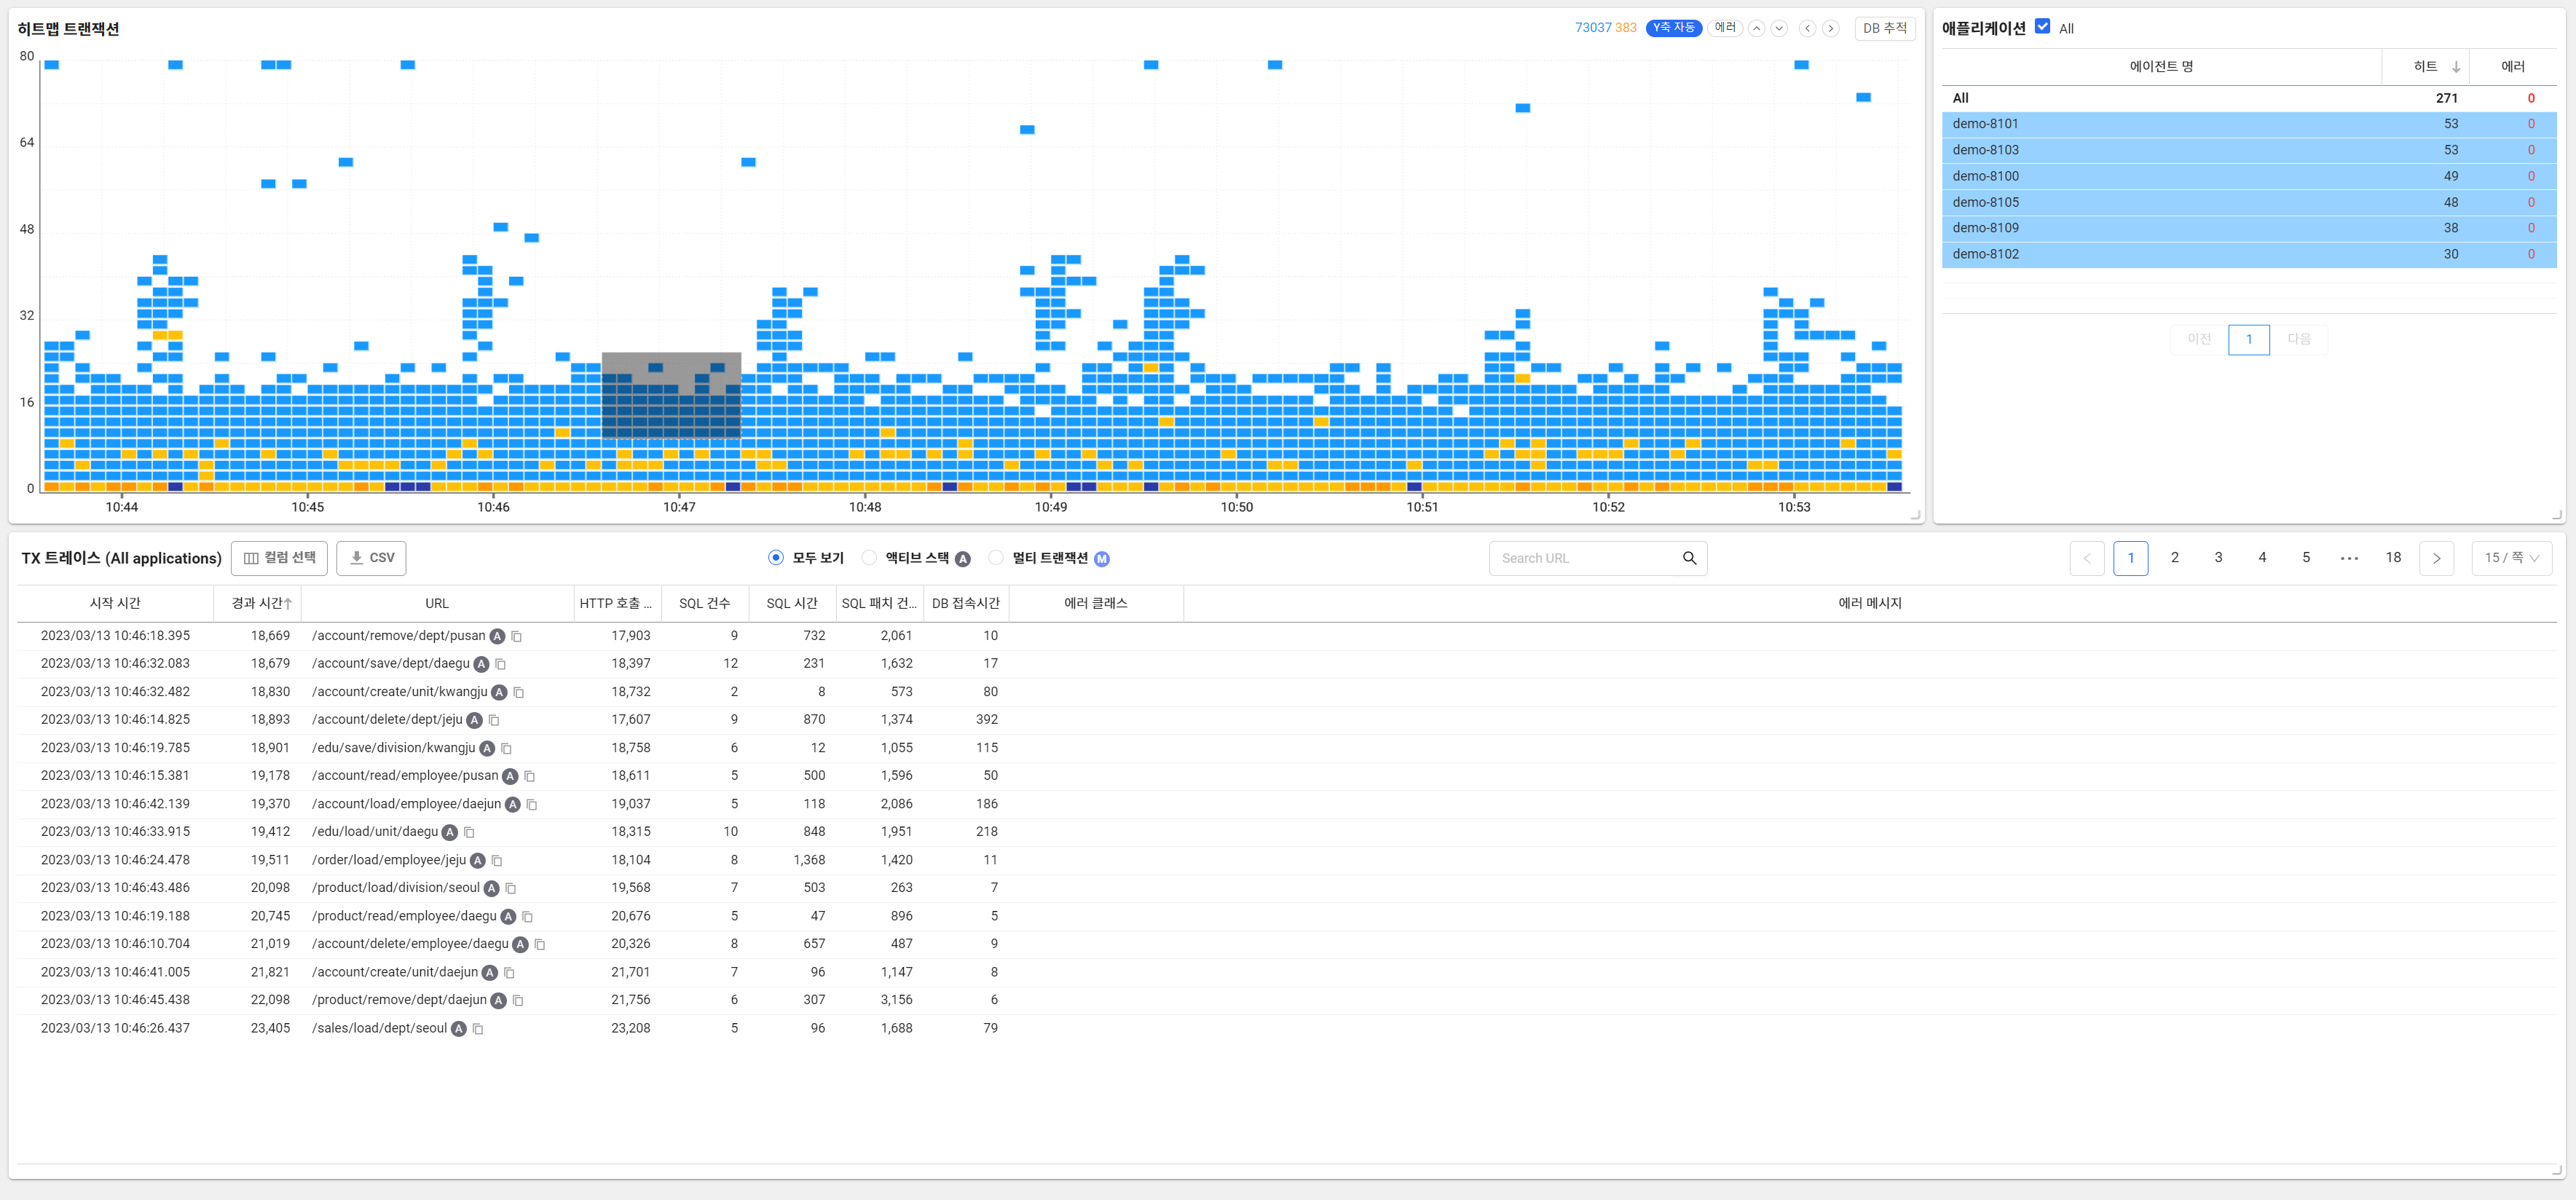 히트맵 트랜잭션
73037 383 Y축 자동 에러 DB 추적
80
64
48
32
16
0
10:44 10:45 10:46 10:47 10:48 10:49 10:50 10:51 10:52 10:53
애플리케이션 All
에이전트 명 히트 에러
All 271 0
demo-8101 53 0
demo-8103 53 0
demo-8100 49 0
demo-8105 48 0
demo-8109 38 0
demo-8102 30 0
이전 1 다음
TX 트레이스 (All applications) 컬럼 선택 CSV 모두 보기 액티브 스택 A 멀티 트랜잭션 M Search URL 1 2 3 4 5 ••• 18 15 / 쪽
시작 시간 경과 시간 URL HTTP 호출 ... SQL 건수 SQL 시간 SQL 패치 건... DB 접속시간 에러 클래스 에러 메시지
2023/03/13 10:46:18.395 18,669 /account/remove/dept/pusan A 17,903 9 732 2,061 10
2023/03/13 10:46:32.083 18,679 /account/save/dept/daegu A 18,397 12 231 1,632 17
2023/03/13 10:46:32.482 18,830 /account/create/unit/kwangju A 18,732 2 8 573 80
2023/03/13 10:46:14.825 18,893 /account/delete/dept/jeju A 17,607 9 870 1,374 392
2023/03/13 10:46:19.785 18,901 /edu/save/division/kwangju A 18,758 6 12 1,055 115
2023/03/13 10:46:15.381 19,178 /account/read/employee/pusan A 18,611 5 500 1,596 50
2023/03/13 10:46:42.139 19,370 /account/load/employee/daejun A 19,037 5 118 2,086 186
2023/03/13 10:46:33.915 19,412 /edu/load/unit/daegu A 18,315 10 848 1,951 218
2023/03/13 10:46:24.478 19,511 /order/load/employee/jeju A 18,104 8 1,368 1,420 11
2023/03/13 10:46:43.486 20,098 /product/load/division/seoul A 19,568 7 503 263 7
2023/03/13 10:46:19.188 20,745 /product/read/employee/daegu A 20,676 5 47 896 5
2023/03/13 10:46:10.704 21,019 /account/delete/employee/daegu A 20,326 8 657 487 9
2023/03/13 10:46:41.005 21,821 /account/create/unit/daejun A 21,701 7 96 1,147 8
2023/03/13 10:46:45.438 22,098 /product/remove/dept/daejun A 21,756 6 307 3,156 6
2023/03/13 10:46:26.437 23,405 /sales/load/dept/seoul A 23,208 5 96 1,688 79